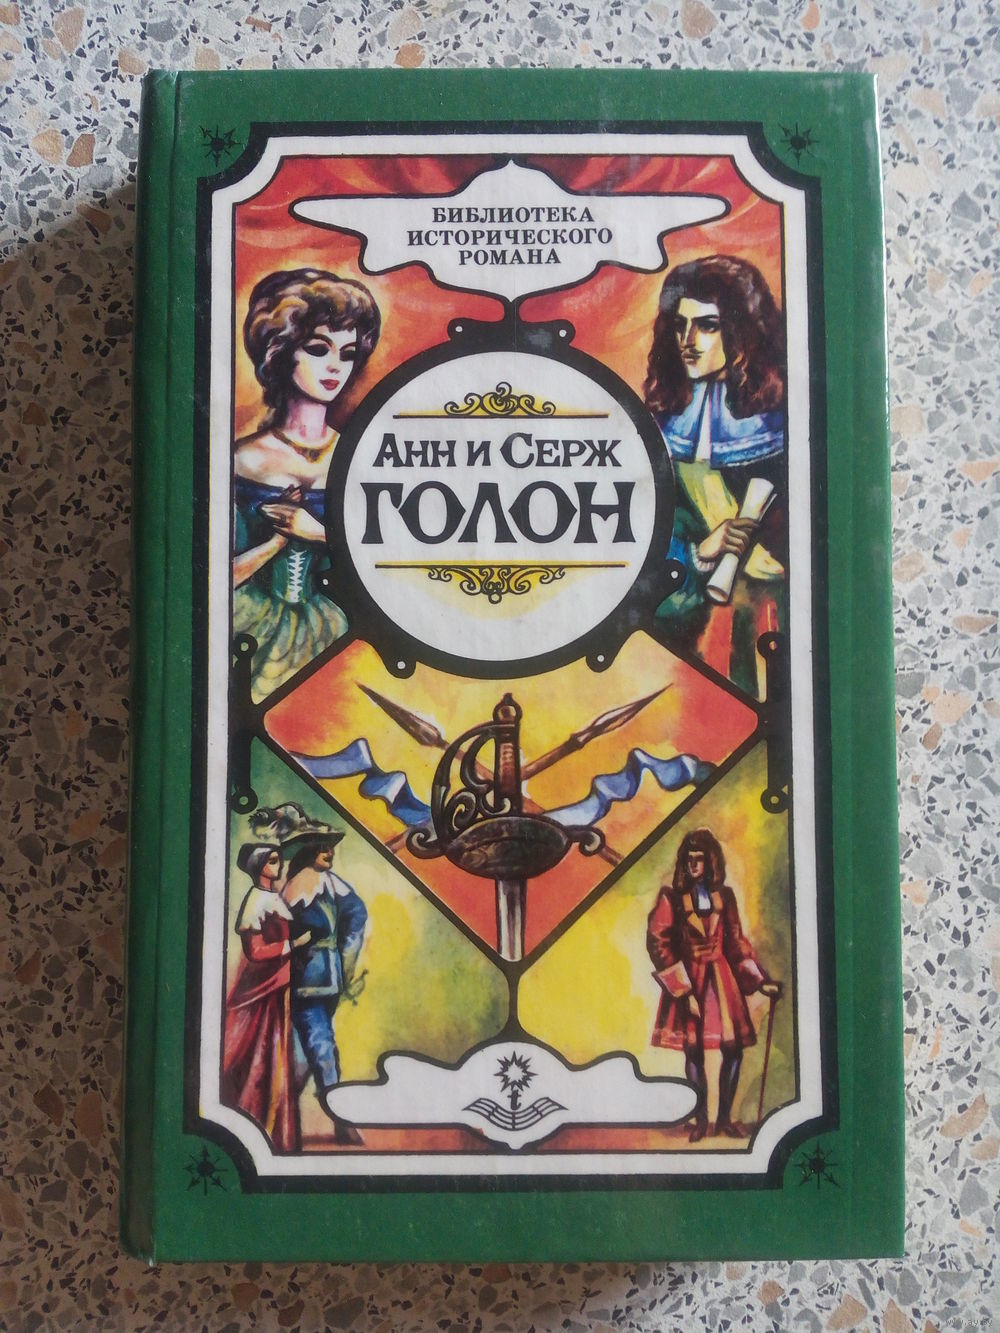 БИБЛИОТЕКА
ИСТОРИЧЕСКОГО
РОМАНА
АНН И СЕРЖ
ГОЛОН